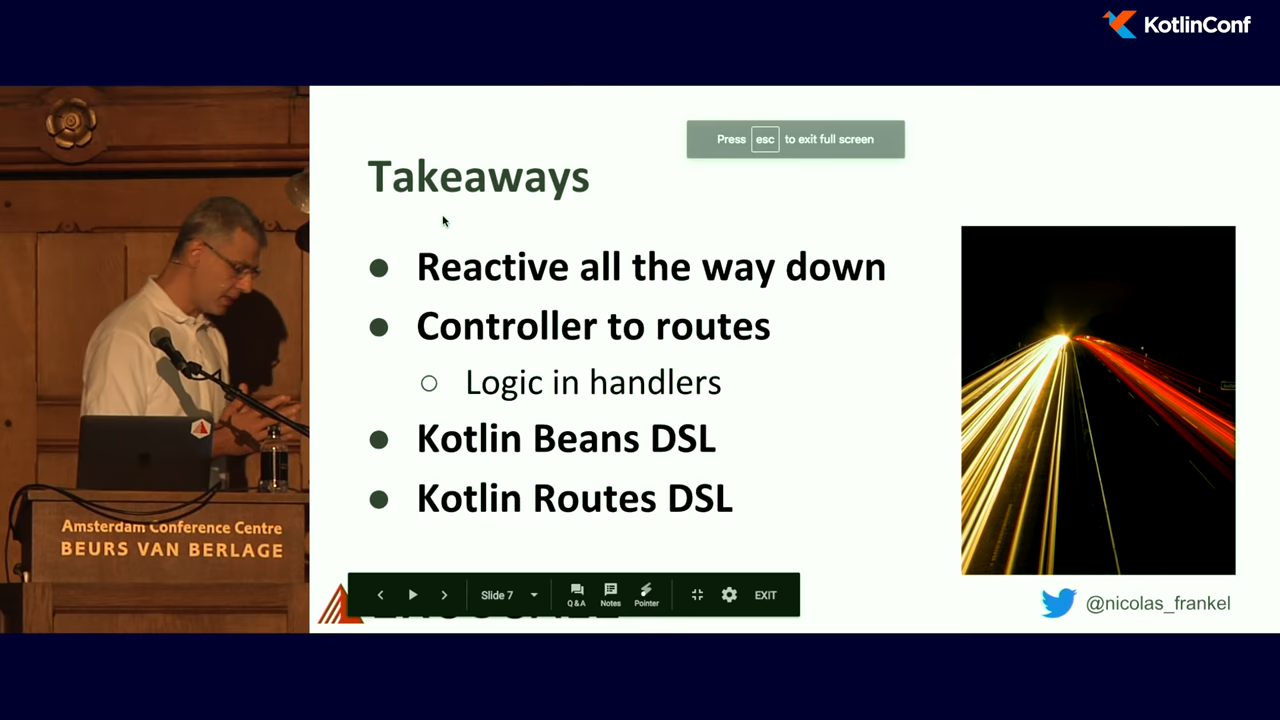 KotlinConf
Press esc to exit full screen
Takeaways
● Reactive all the way down
● Controller to routes
○ Logic in handlers
● Kotlin Beans DSL
● Kotlin Routes DSL
Amsterdam Conference Centre
BEURS VAN BERLAGE
Slide 7
Q & A
Notes
Pointer
EXIT
@nicolas_frankel